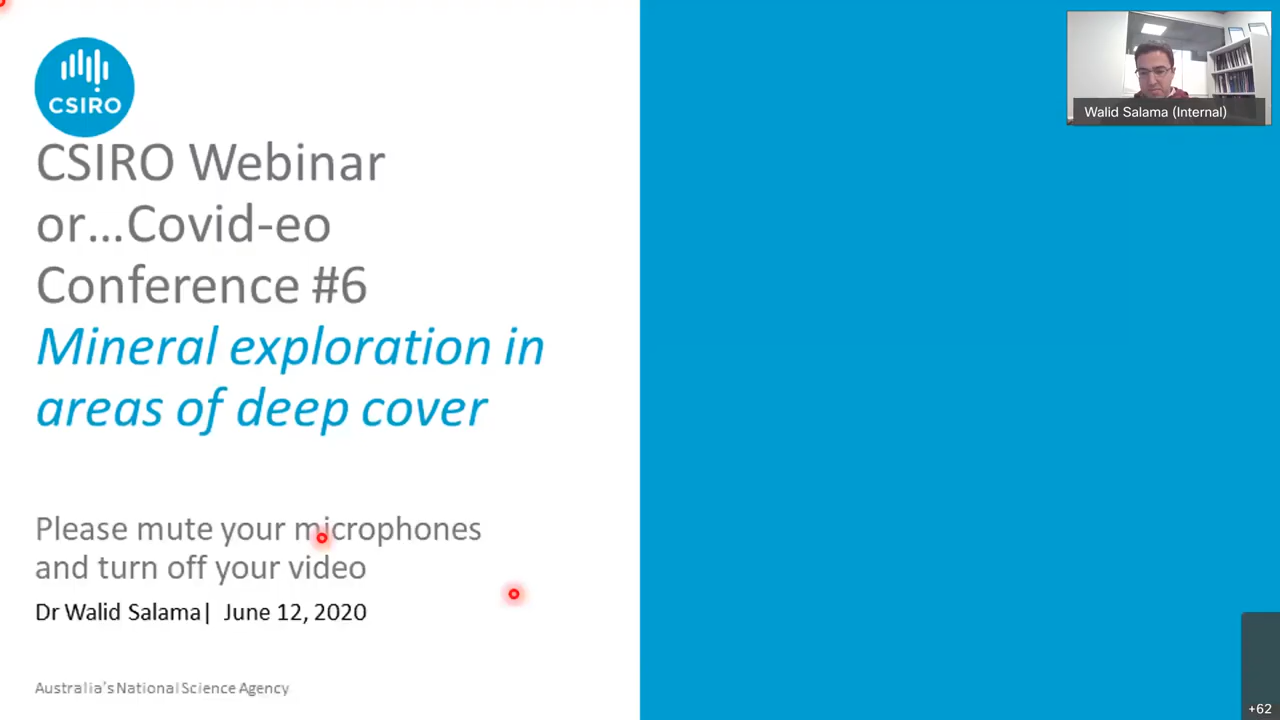 CSIRO
CSIRO Webinar
or...Covid-eo
Conference #6
Mineral exploration in
areas of deep cover
Please mute your microphones
and turn off your video
Dr Walid Salama| June 12, 2020
Australia's National Science Agency
Walid Salama (Internal)
+62